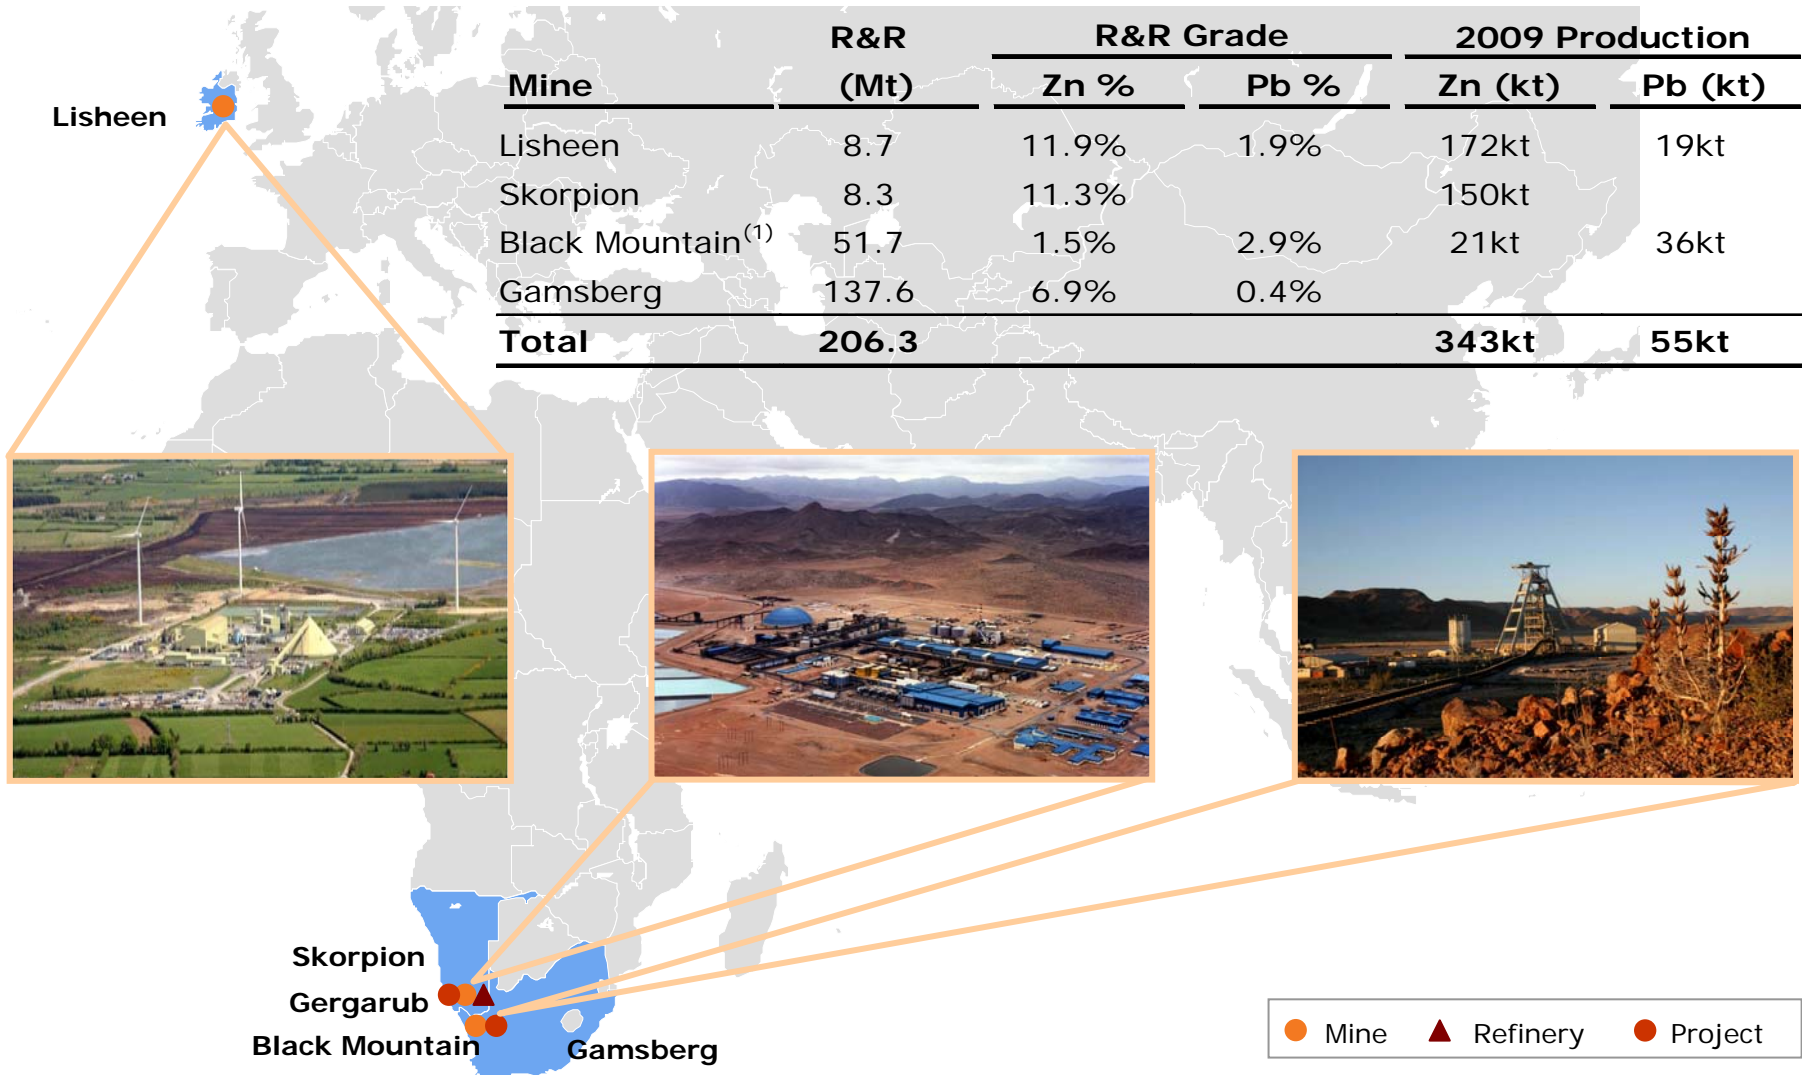 R&R R&R Grade 2009 Production
Mine (Mt) Zn % Pb % Zn (kt) Pb (kt)
Lisheen 8.7 11.9% 1.9% 172kt 19kt
Skorpion 8.3 11.3% 150kt
Black Mountain(1) 51.7 1.5% 2.9% 21kt 36kt
Gamsberg 137.6 6.9% 0.4%
Total 206.3 343kt 55kt
Lisheen
Skorpion
Gergarub
Black Mountain
Gamsberg
Mine Refinery Project